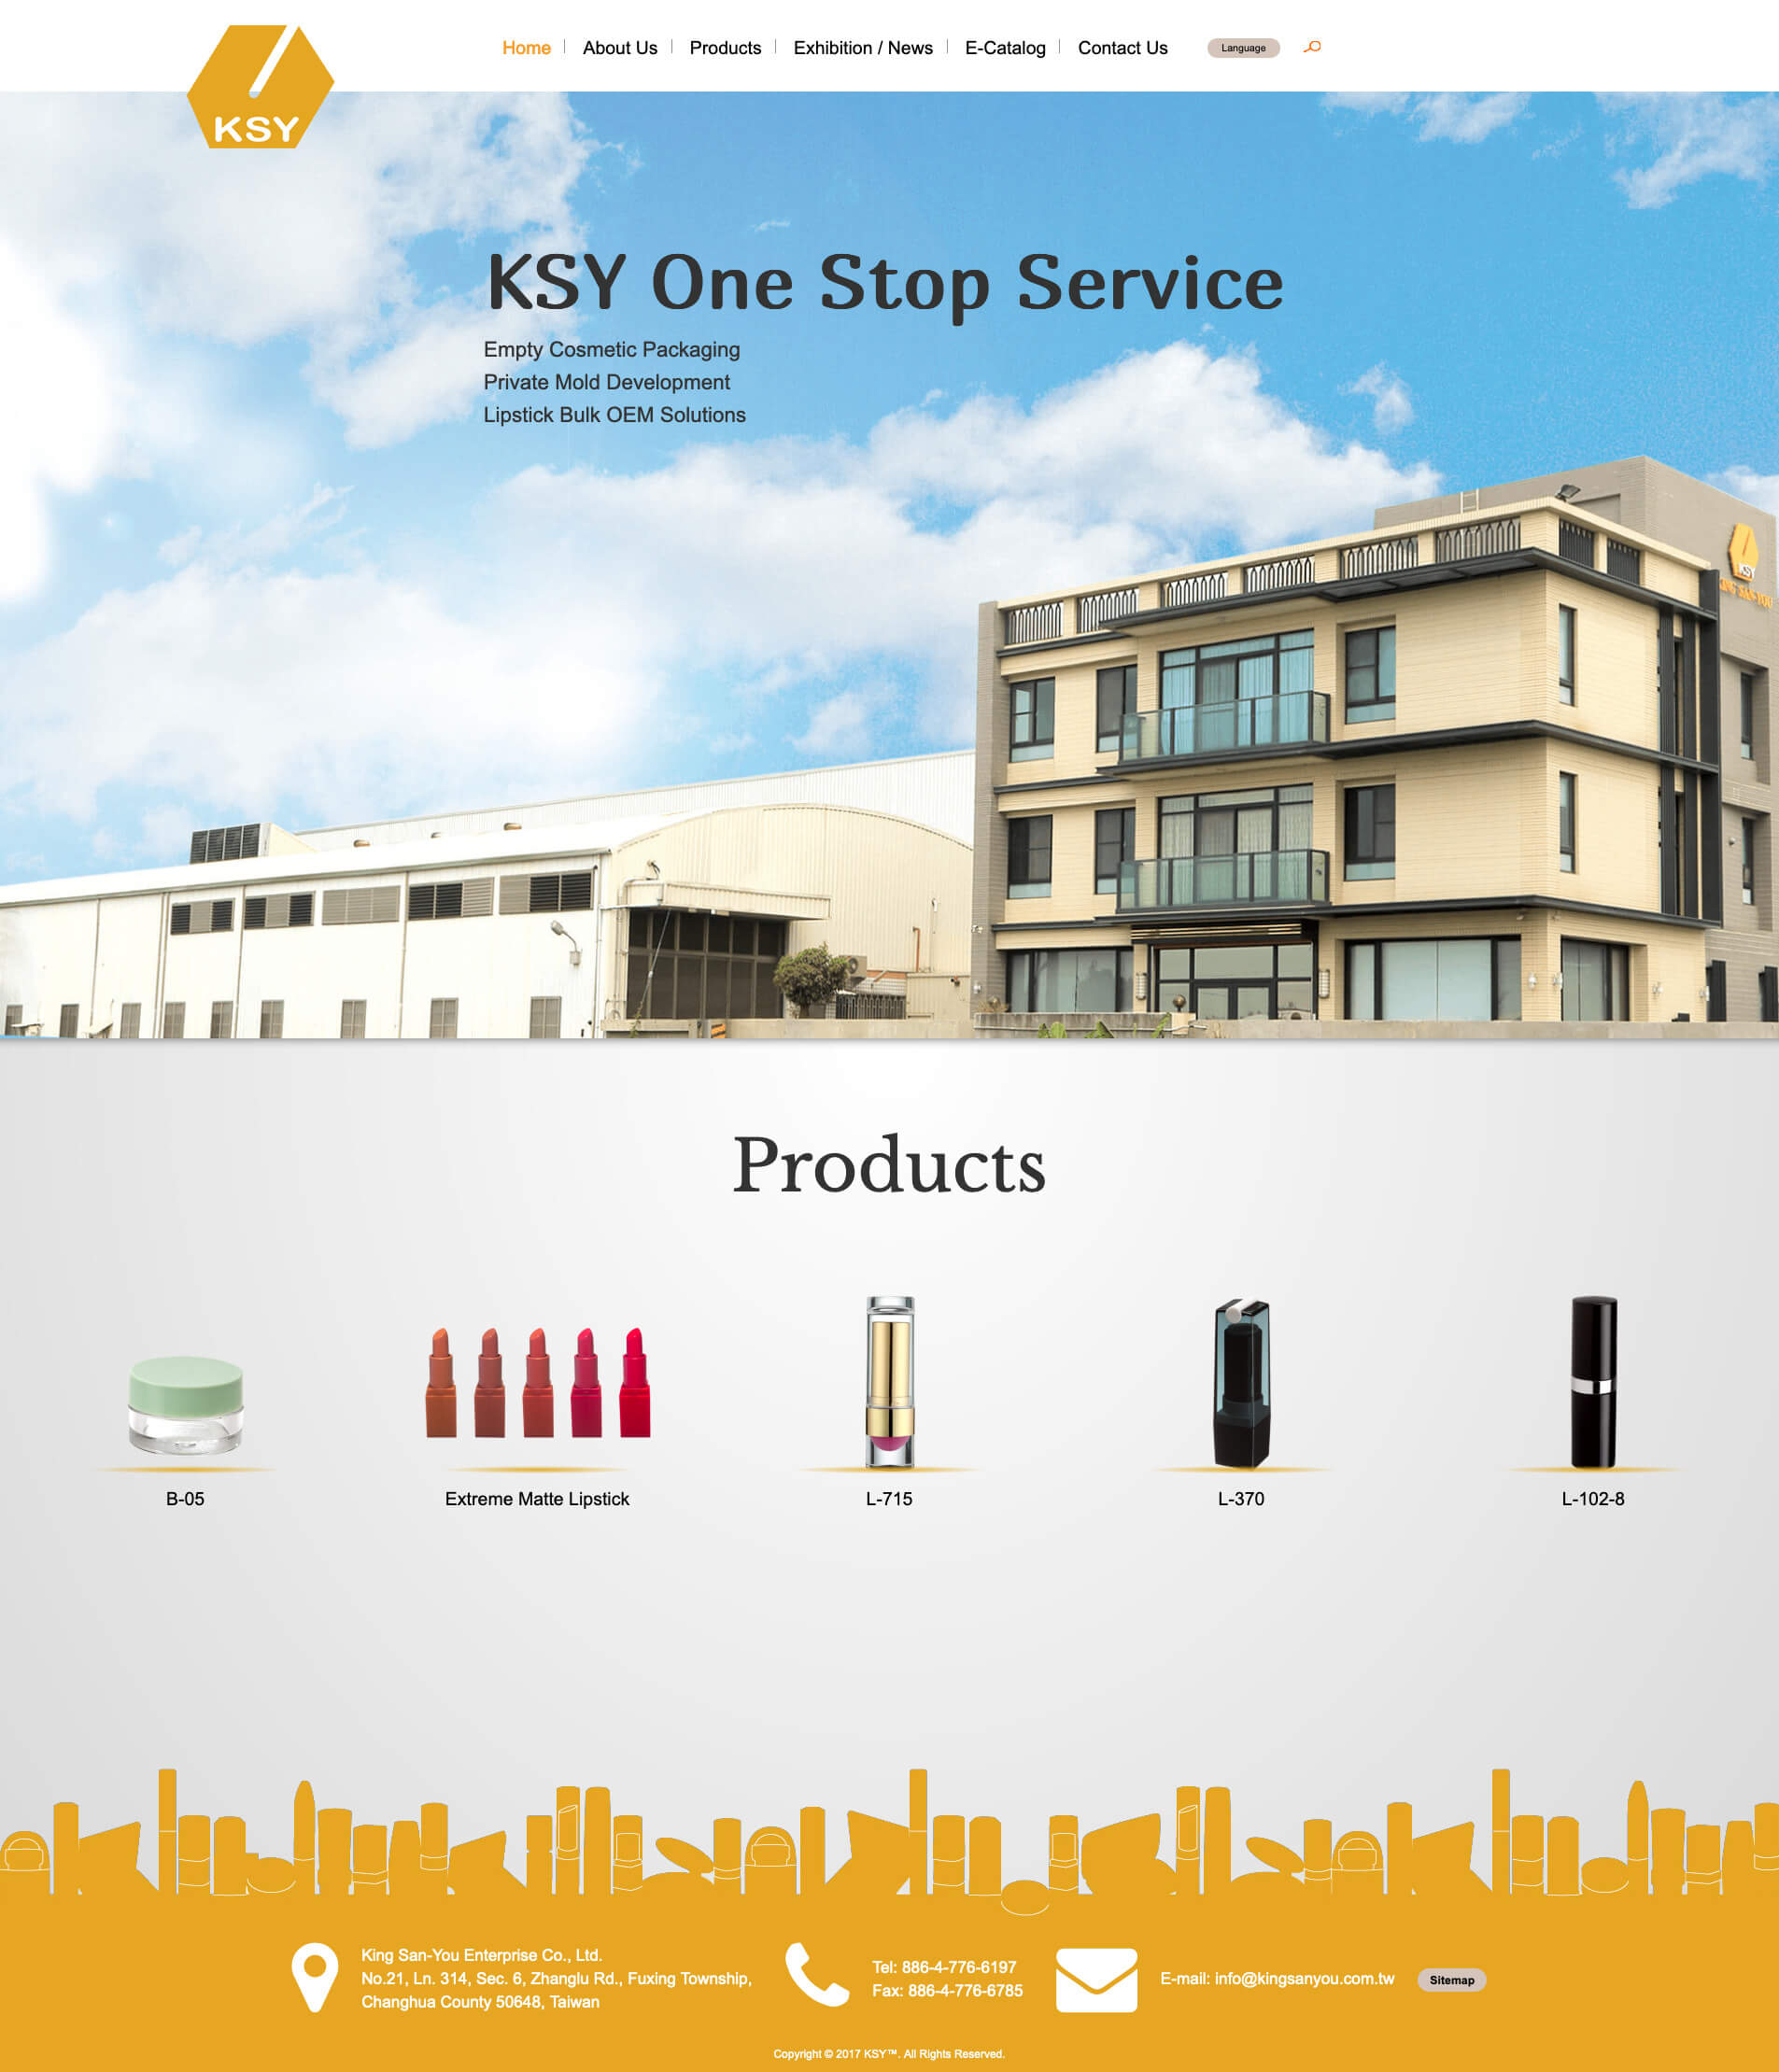 KSY
Home
About Us
Products
Exhibition / News
E-Catalog
Contact Us
Language
KSY One Stop Service
Empty Cosmetic Packaging
Private Mold Development
Lipstick Bulk OEM Solutions
KSY
KING SAN-YOU
Products
B-05
Extreme Matte Lipstick
L-715
L-370
L-102-8
King San-You Enterprise Co., Ltd.
No.21, Ln. 314, Sec. 6, Zhanglu Rd., Fuxing Township,
Changhua County 50648, Taiwan
Tel: 886-4-776-6197
Fax: 886-4-776-6785
E-mail: info@kingsanyou.com.tw
Sitemap
Copyright © 2017 KSY™. All Rights Reserved.